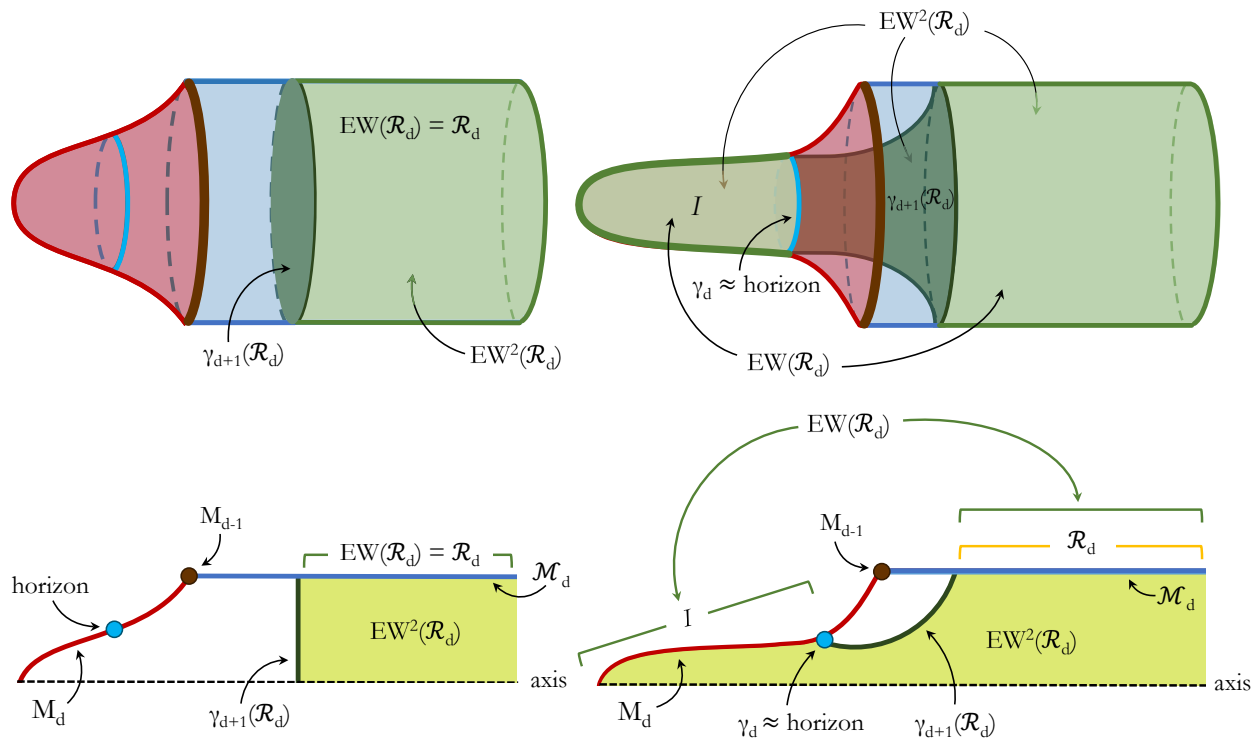 EW(𝓡d) = 𝓡d
γd+1(𝓡d)
EW²(𝓡d)
EW²(𝓡d)
I
γd+1(𝓡d)
γd ≈ horizon
EW(𝓡d)
Md-1
EW(𝓡d) = 𝓡d
horizon
𝓜d
EW²(𝓡d)
axis
Md
γd+1(𝓡d)
EW(𝓡d)
Md-1
𝓡d
𝓜d
I
EW²(𝓡d)
axis
Md
γd ≈ horizon
γd+1(𝓡d)